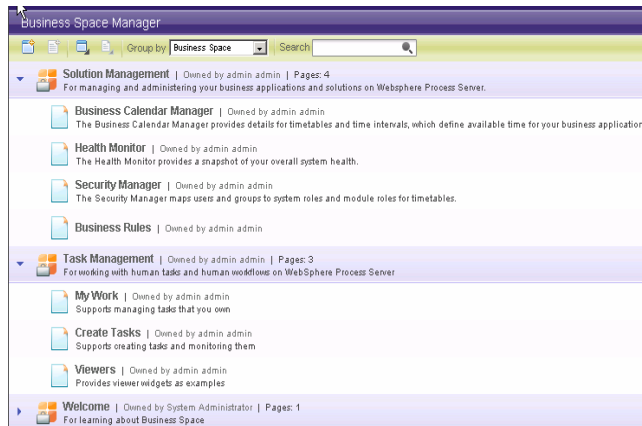 Business Space Manager
Group by Business Space Search
Solution Management | Owned by admin admin | Pages: 4
For managing and administering your business applications and solutions on Websphere Process Server.
Business Calendar Manager | Owned by admin admin
The Business Calendar Manager provides details for timetables and time intervals, which define available time for your business application
Health Monitor | Owned by admin admin
The Health Monitor provides a snapshot of your overall system health.
Security Manager | Owned by admin admin
The Security Manager maps users and groups to system roles and module roles for timetables.
Business Rules | Owned by admin admin
Task Management | Owned by admin admin | Pages: 3
For working with human tasks and human workflows on WebSphere Process Server
My Work | Owned by admin admin
Supports managing tasks that you own
Create Tasks | Owned by admin admin
Supports creating tasks and monitoring them
Viewers | Owned by admin admin
Provides viewer widgets as examples
Welcome | Owned by System Administrator | Pages: 1
For learning about Business Space